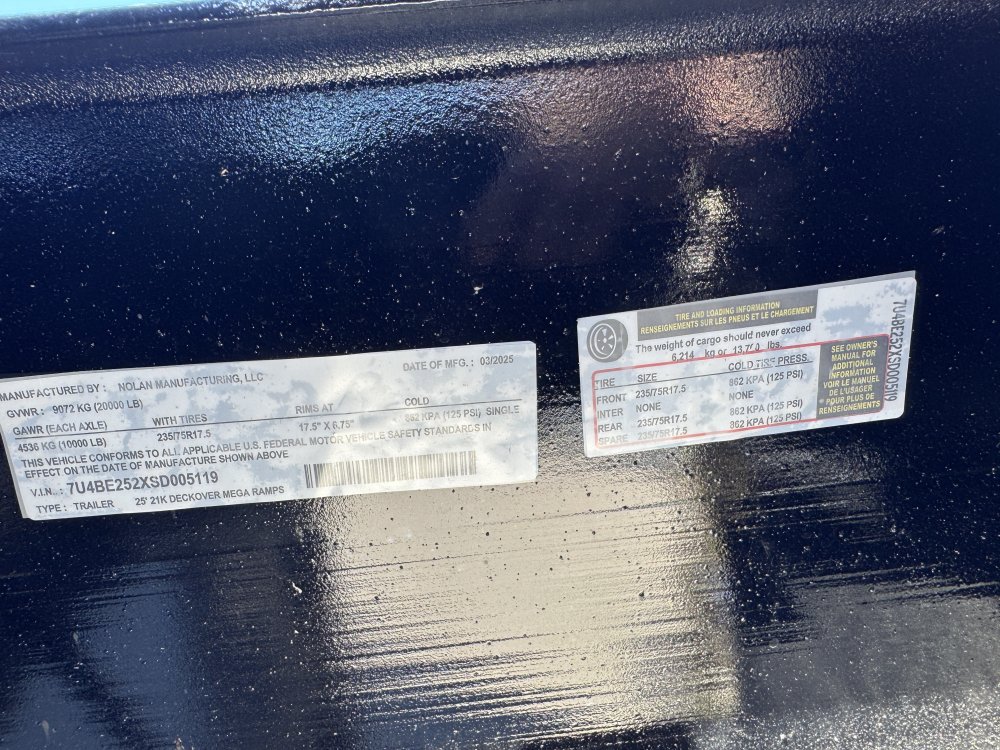 MANUFACTURED BY : NOLAN MANUFACTURING, LLC
DATE OF MFG. : 03/2025
GVWR : 9072 KG (20000 LB)
GAWR (EACH AXLE) WITH TIRES RIMS AT COLD
4536 KG (10000 LB) 235/75R17.5 17.5" X 6.75" 862 KPA (125 PSI) SINGLE
THIS VEHICLE CONFORMS TO ALL APPLICABLE U.S. FEDERAL MOTOR VEHICLE SAFETY STANDARDS IN
EFFECT ON THE DATE OF MANUFACTURE SHOWN ABOVE
V.I.N. : 7U4BE252XSD005119
TYPE : TRAILER 25' 21K DECKOVER MEGA RAMPS
TIRE AND LOADING INFORMATION
RENSEIGNEMENTS SUR LES PNEUS ET LE CHARGEMENT
The weight of cargo should never exceed
6,214 kg or lbs.
TIRE SIZE COLD TIRE PRESS.
FRONT 235/75R17.5 862 KPA (125 PSI)
INTER NONE NONE
REAR 235/75R17.5 862 KPA (125 PSI)
SPARE 235/75R17.5 862 KPA (125 PSI)
SEE OWNER'S
MANUAL FOR
ADDITIONAL
INFORMATION
VOIR LE MANUEL
DE L'USAGER
POUR PLUS DE
RENSEIGNEMENTS
7U4BE252XSD005119